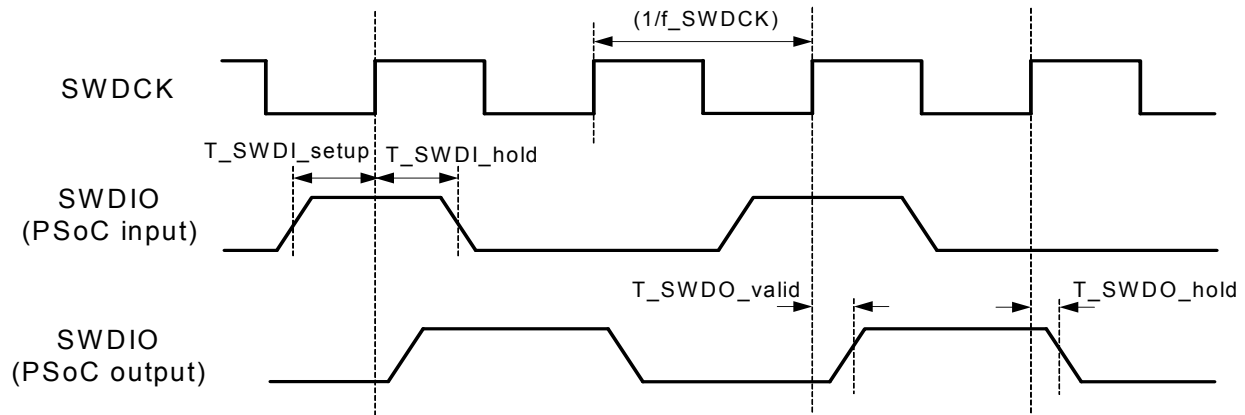 (1/f_SWDCK)
SWDCK
T_SWDI_setup
T_SWDI_hold
SWDIO
(PSoC input)
T_SWDO_valid
T_SWDO_hold
SWDIO
(PSoC output)